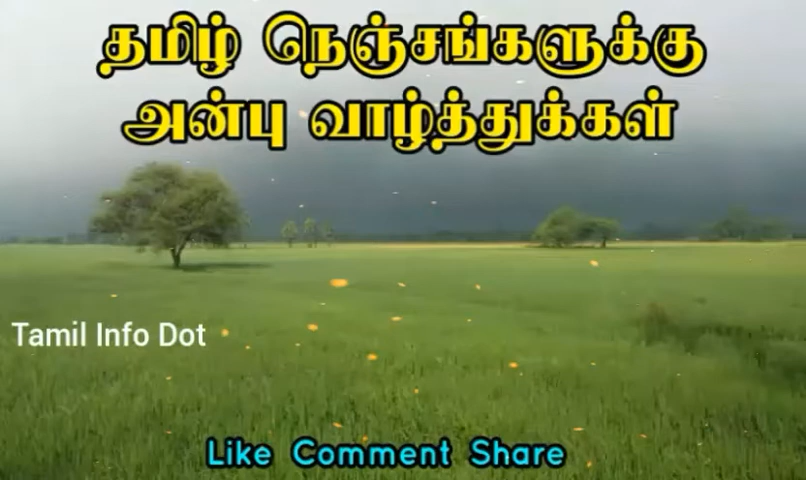 தமிழ் நெஞ்சங்களுக்கு
அன்பு வாழ்த்துக்கள்
Tamil Info Dot
Like Comment Share